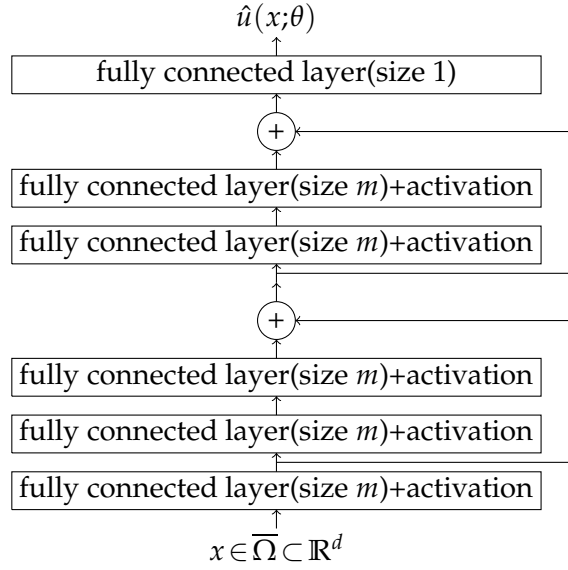 û(x;θ)
fully connected layer(size 1)
+
fully connected layer(size m)+activation
fully connected layer(size m)+activation
+
fully connected layer(size m)+activation
fully connected layer(size m)+activation
fully connected layer(size m)+activation
x∈Ω̅⊂ℝᵈ